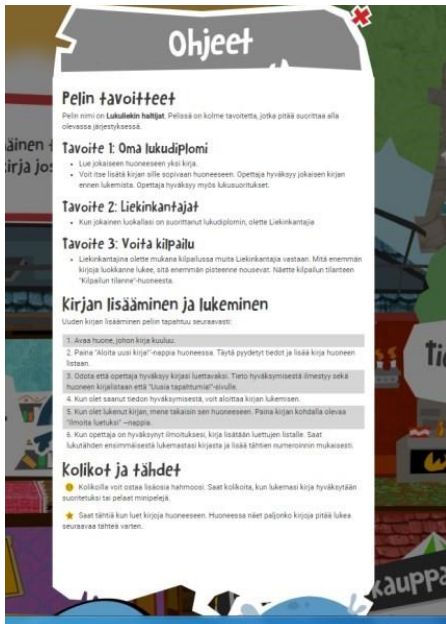 Ohjeet
Pelin tavoitteet
Pelin nimi on Lukuliekin haltijat. Pelissä on kolme tavoitetta, jotka pitää suorittaa alla
olevassa järjestyksessä.
Tavoite 1: Oma lukudiplomi
• Lue jokaiseen huoneeseen yksi kirja.
• Voit itse lisätä kirjan sille sopivaan huoneeseen. Opettaja hyväksyy jokaisen kirjan
ennen lukemista. Opettaja hyväksyy myös lukusuoritukset.
Tavoite 2: Liekinkantajat
• Kun jokainen luokallasi on suorittanut lukudiplomin, olette Liekinkantajia
Tavoite 3: Voita kilpailu
• Liekinkantajina olette mukana kilpailussa muita Liekinkantajia vastaan. Mitä enemmän
kirjoja luokkanne lukee, sitä enemmän pisteenne nousevat. Näette kilpailun tilanteen
"Kilpailun tilanne"-huoneesta.
Kirjan lisääminen ja lukeminen
Uuden kirjan lisääminen peliin tapahtuu seuraavasti:
1. Avaa huone, johon kirja kuuluu.
2. Paina "Aloita uusi kirja!"-nappia huoneessa. Täytä pyydetyt tiedot ja lisää kirja huoneen
listaan.
3. Odota että opettaja hyväksyy kirjasi luettavaksi. Tieto hyväksymisestä ilmestyy sekä
huoneen kirjalistaan että "Uusia tapahtumia!"-sivulle.
4. Kun olet saanut tiedon hyväksymisestä, voit aloittaa kirjan lukemisen.
5. Kun olet lukenut kirjan, mene takaisin sen huoneeseen. Paina kirjan kohdalla olevaa
"Ilmoita luetuksi" –nappia.
6. Kun opettaja on hyväksynyt ilmoituksesi, kirja lisätään luettujen listalle. Saat
lukutähden ensimmäisestä lukemastasi kirjasta ja lisää tähtien numeroinnin mukaisesti.
Kolikot ja tähdet
Kolikoilla voit ostaa lisäosia hahmoosi. Saat kolikoita, kun lukemasi kirja hyväksytään
suoritetuksi tai pelaat minipelejä.
Saat tähtiä kun luet kirjoja huoneeseen. Huoneessa näet paljonko kirjoja pitää lukea
seuraavaa tähteä varten.
äinen
irja jos
kauppa